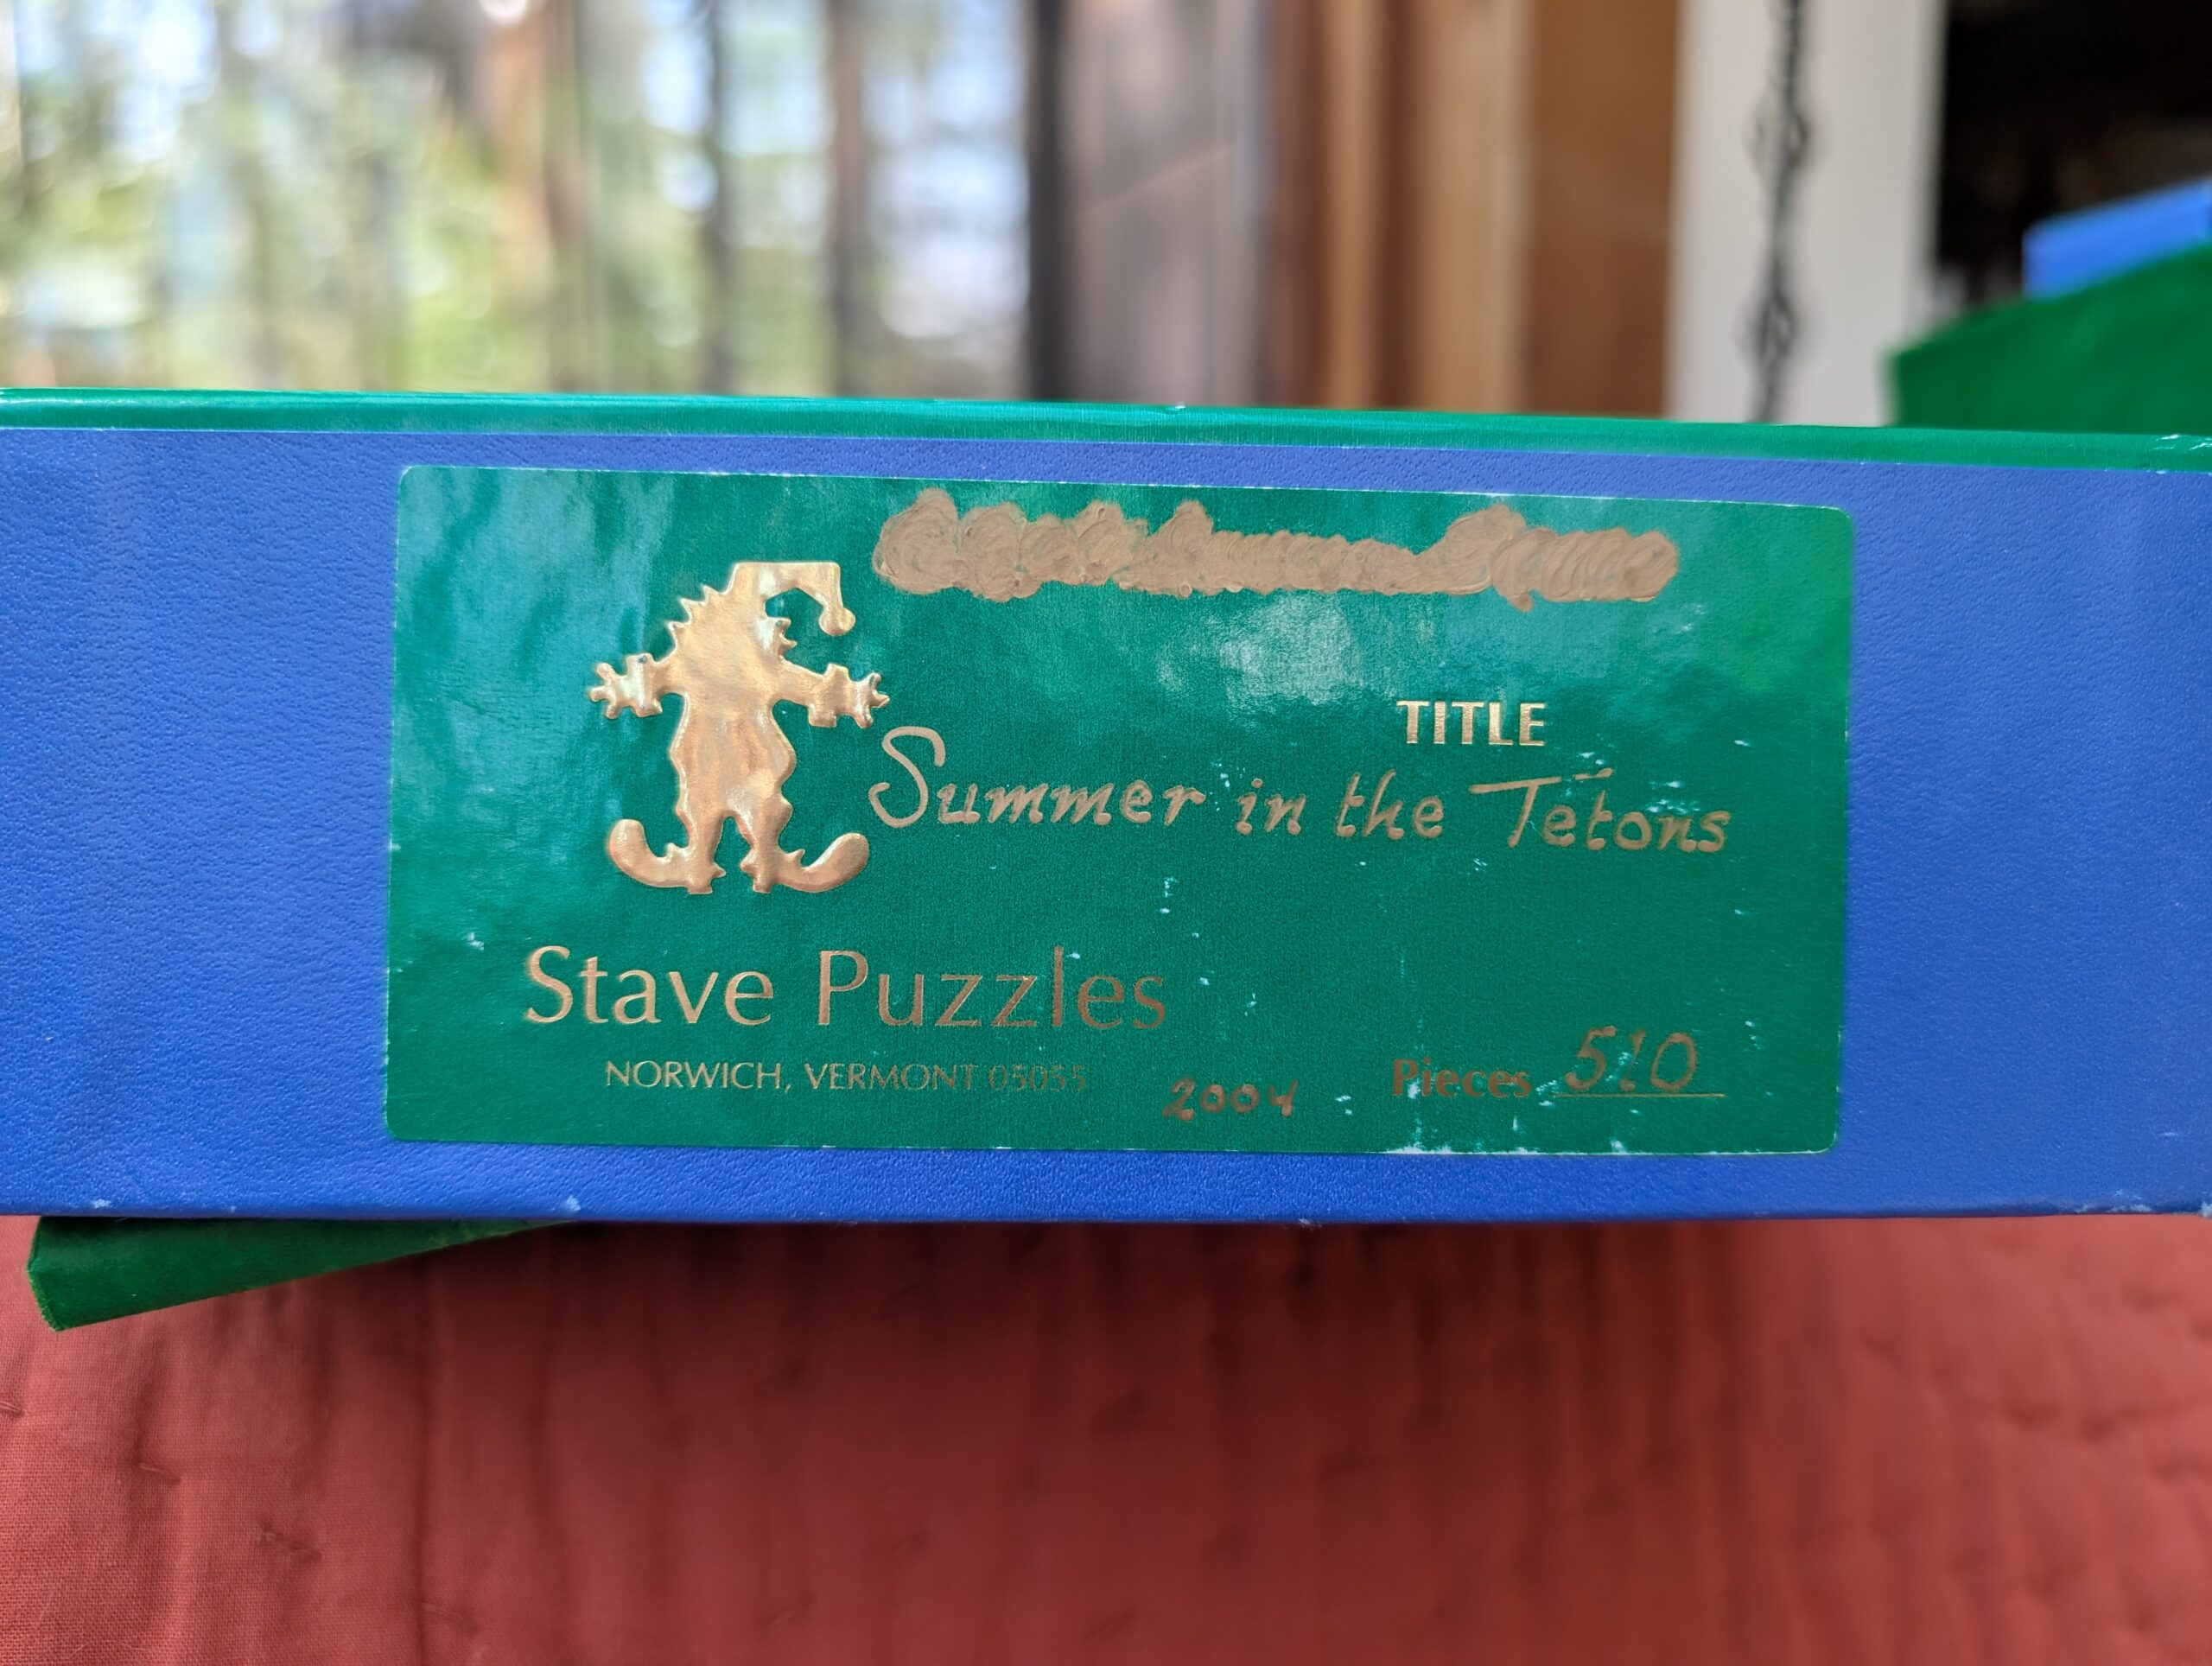 TITLE
Summer in the Tetons
Stave Puzzles
NORWICH, VERMONT 05055
2004
Pieces 510